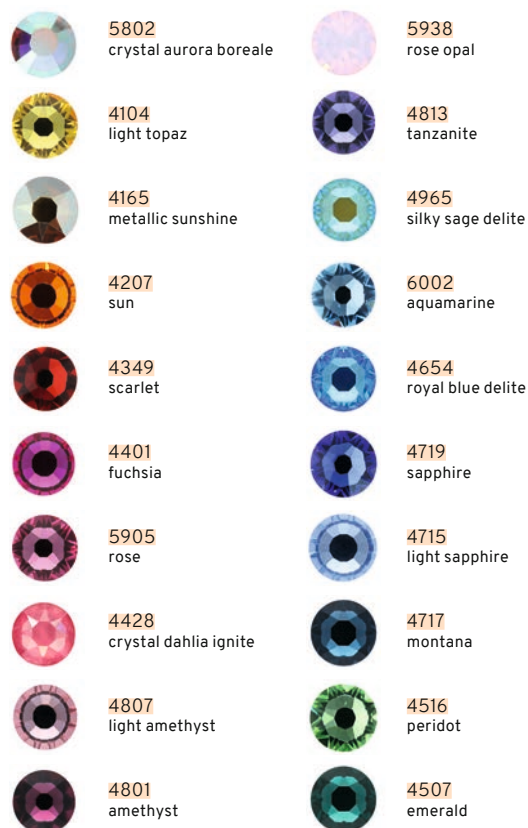 5802
crystal aurora boreale
4104
light topaz
4165
metallic sunshine
4207
sun
4349
scarlet
4401
fuchsia
5905
rose
4428
crystal dahlia ignite
4807
light amethyst
4801
amethyst
5938
rose opal
4813
tanzanite
4965
silky sage delite
6002
aquamarine
4654
royal blue delite
4719
sapphire
4715
light sapphire
4717
montana
4516
peridot
4507
emerald